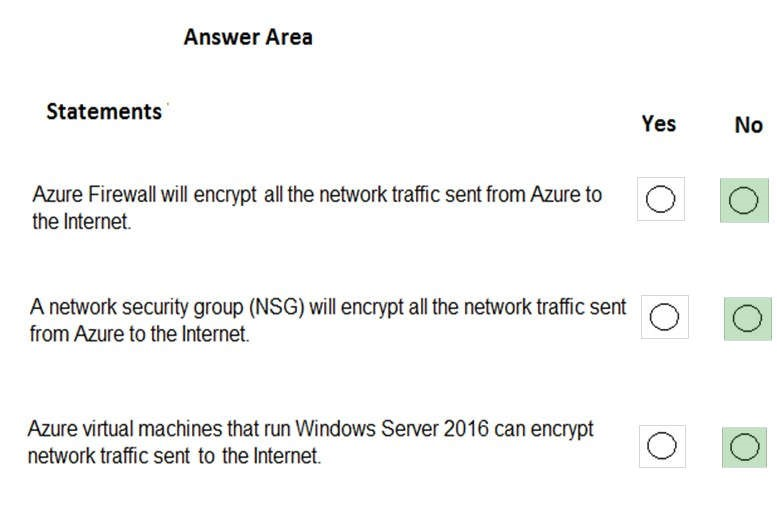 Answer Area
Statements
Yes No
Azure Firewall will encrypt all the network traffic sent from Azure to
the Internet.
A network security group (NSG) will encrypt all the network traffic sent
from Azure to the Internet.
Azure virtual machines that run Windows Server 2016 can encrypt
network traffic sent to the Internet.